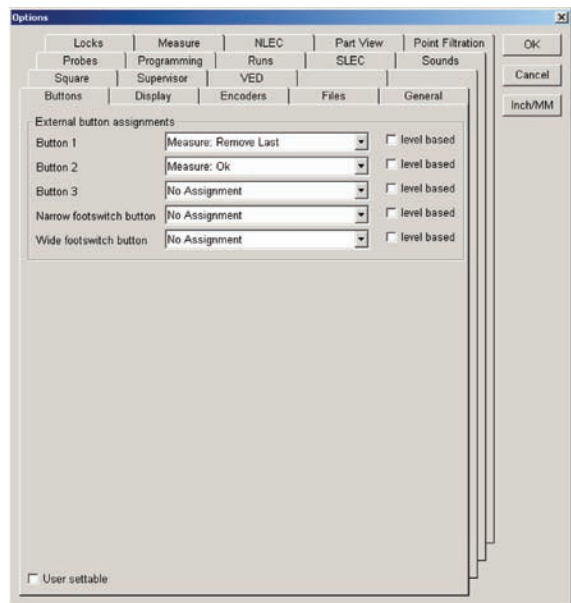 Options
Locks Measure NLEC Part View Point Filtration
Probes Programming Runs SLEC Sounds
Square Supervisor VED
Buttons Display Encoders Files General
OK
Cancel
Inch/MM
External button assignments
Button 1 Measure: Remove Last level based
Button 2 Measure: Ok level based
Button 3 No Assignment level based
Narrow footswitch button No Assignment level based
Wide footswitch button No Assignment level based
User settable